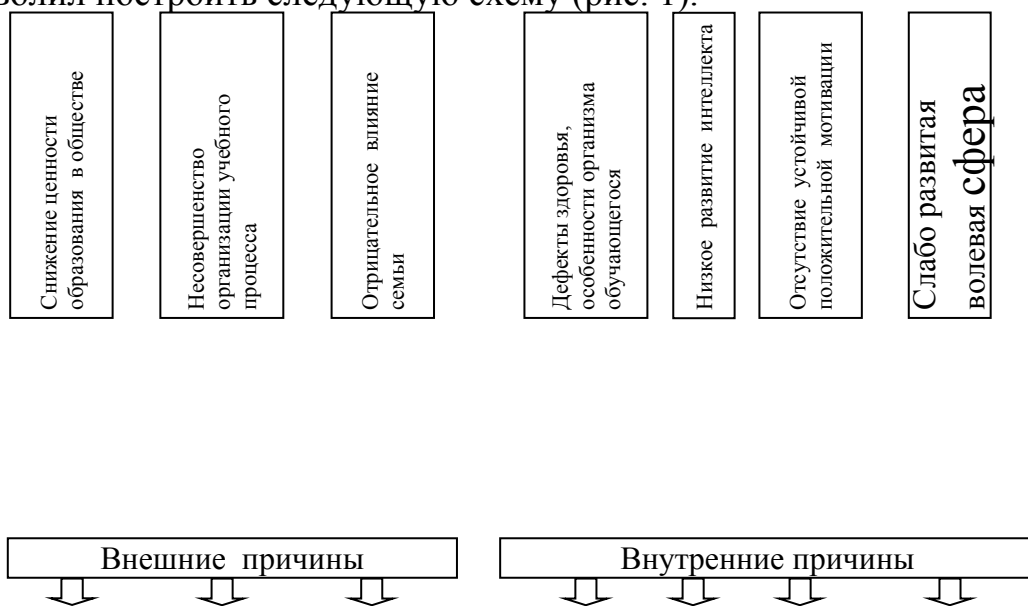 волил построить следующую схему (рис. 1).
Снижение ценности
образования в обществе
Несовершенство
организации учебного
процесса
Отрицательное влияние
семьи
Дефекты здоровья,
особенности организма
обучающегося
Низкое развитие интеллекта
Отсутствие устойчивой
положительной мотивации
Слабо развитая
волевая сфера
Внешние причины
Внутренние причины